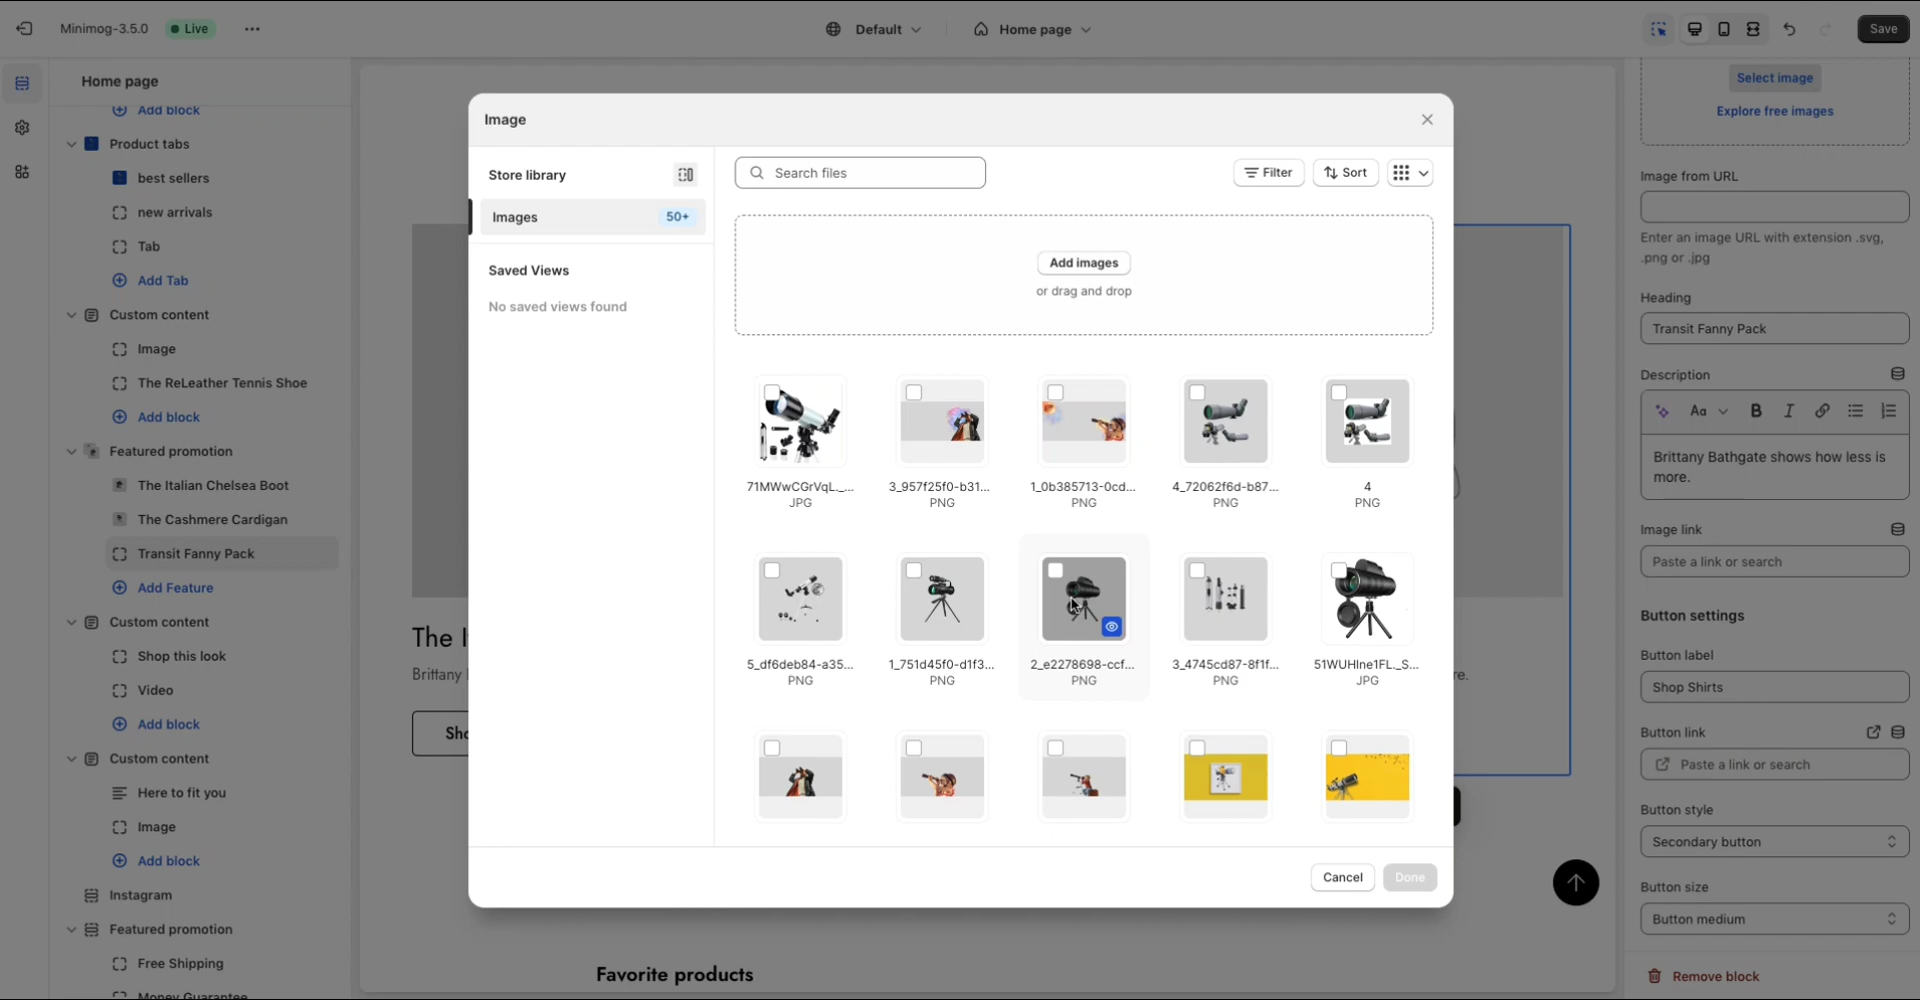 Minimog-3.5.0
Live
Default
Home page
Save
Home page
Add block
Product tabs
best sellers
new arrivals
Tab
Add Tab
Custom content
Image
The ReLeather Tennis Shoe
Add block
Featured promotion
The Italian Chelsea Boot
The Cashmere Cardigan
Transit Fanny Pack
Add Feature
Custom content
Shop this look
Video
Add block
Custom content
Here to fit you
Image
Add block
Instagram
Featured promotion
Free Shipping
Money Guarantee
The I
Brittany
Sho
Image
Store library
Images 50+
Saved Views
No saved views found
Search files
Filter
Sort
Add images
or drag and drop
71MWwCGrVqL._...
JPG
3_957f25f0-b31...
PNG
1_0b385713-0cd...
PNG
4_72062f6d-b87...
PNG
4
PNG
5_df6deb84-a35...
PNG
1_751d45f0-d1f3...
PNG
2_e2278698-ccf...
PNG
3_4745cd87-8f1f...
PNG
51WUHlne1FL._S...
JPG
Cancel
Done
re.
Favorite products
Select image
Explore free images
Image from URL
Enter an image URL with extension .svg,
.png or .jpg
Heading
Transit Fanny Pack
Description
Aa
B
I
Brittany Bathgate shows how less is
more.
Image link
Paste a link or search
Button settings
Button label
Shop Shirts
Button link
Paste a link or search
Button style
Secondary button
Button size
Button medium
Remove block